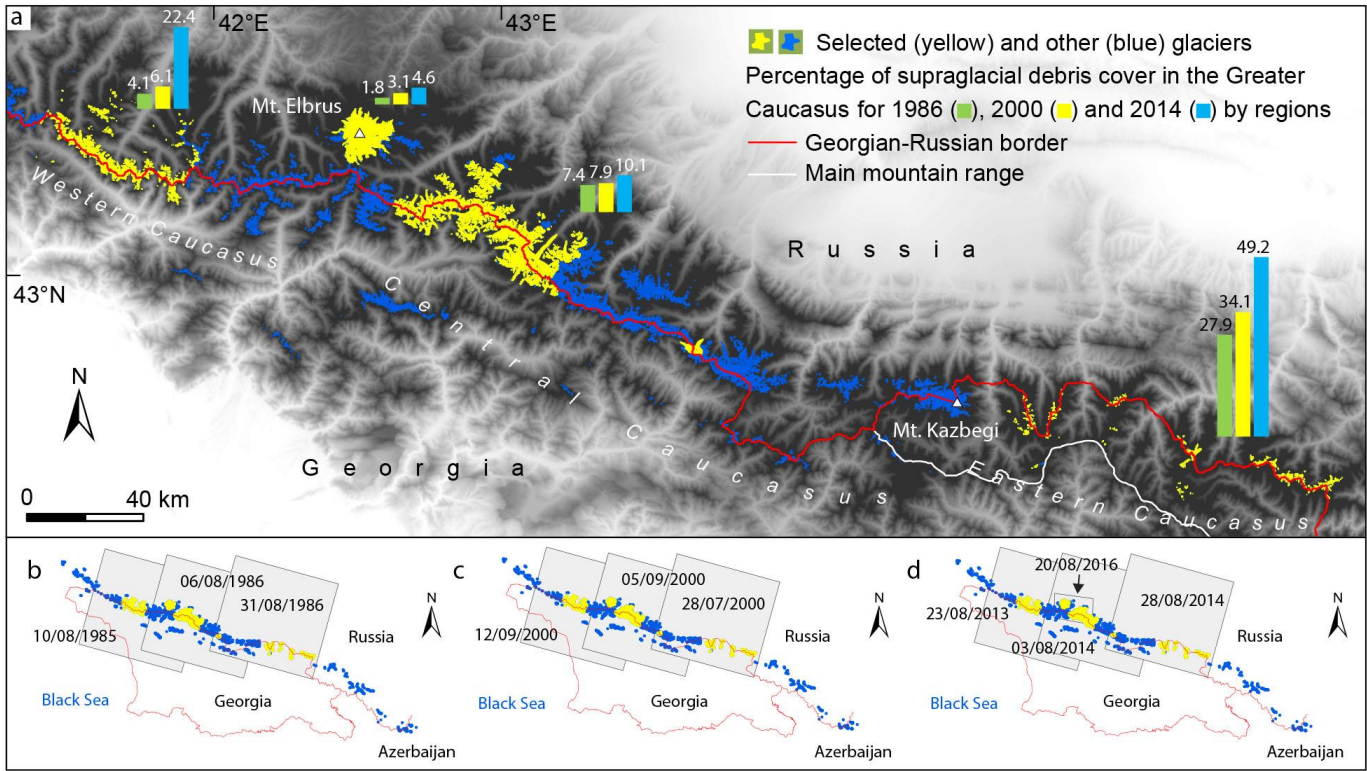 a
42°E
43°E
22.4
4.1
6.1
1.8
3.1
4.6
Mt. Elbrus
Selected (yellow) and other (blue) glaciers
Percentage of supraglacial debris cover in the Greater
Caucasus for 1986 ( ), 2000 ( ) and 2014 ( ) by regions
Georgian-Russian border
Main mountain range
7.4
7.9
10.1
Western Caucasus
Russia
43°N
49.2
34.1
27.9
Central Caucasus
N
Mt. Kazbegi
Georgia
Eastern Caucasus
0
40 km
b
06/08/1986
31/08/1986
10/08/1985
N
Russia
Black Sea
Georgia
Azerbaijan
c
05/09/2000
28/07/2000
12/09/2000
N
Russia
Black Sea
Georgia
Azerbaijan
d
20/08/2016
23/08/2013
28/08/2014
03/08/2014
N
Russia
Black Sea
Georgia
Azerbaijan